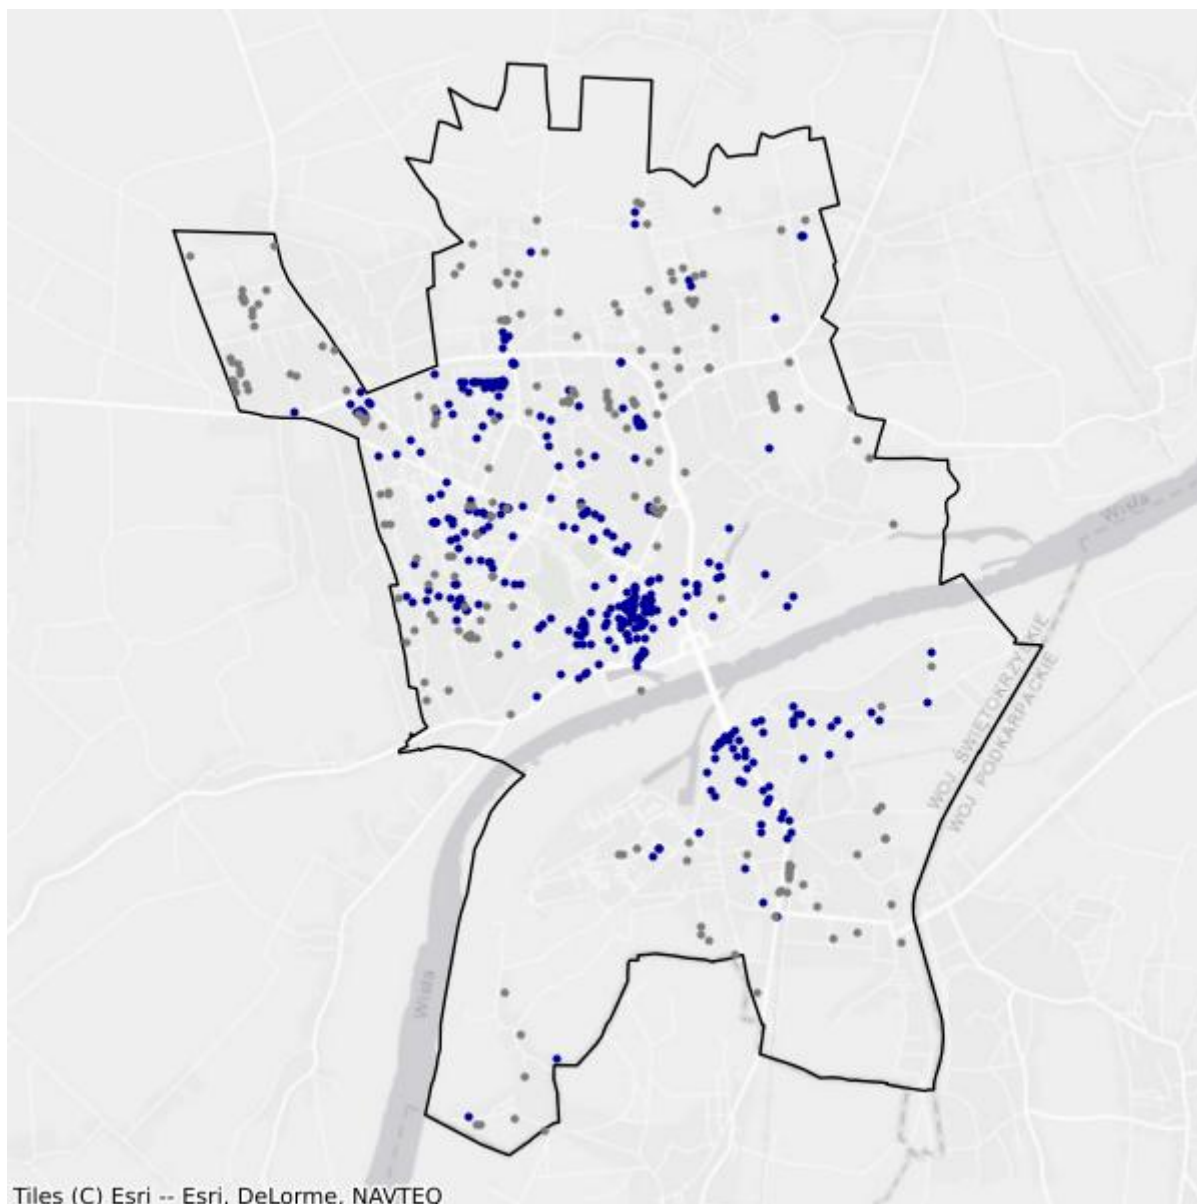 Wisła
WOJ. ŚWIĘTOKRZYSKIE
WOJ. PODKARPACKIE
Wisła
Tiles (C) Esri -- Esri, DeLorme, NAVTEQ